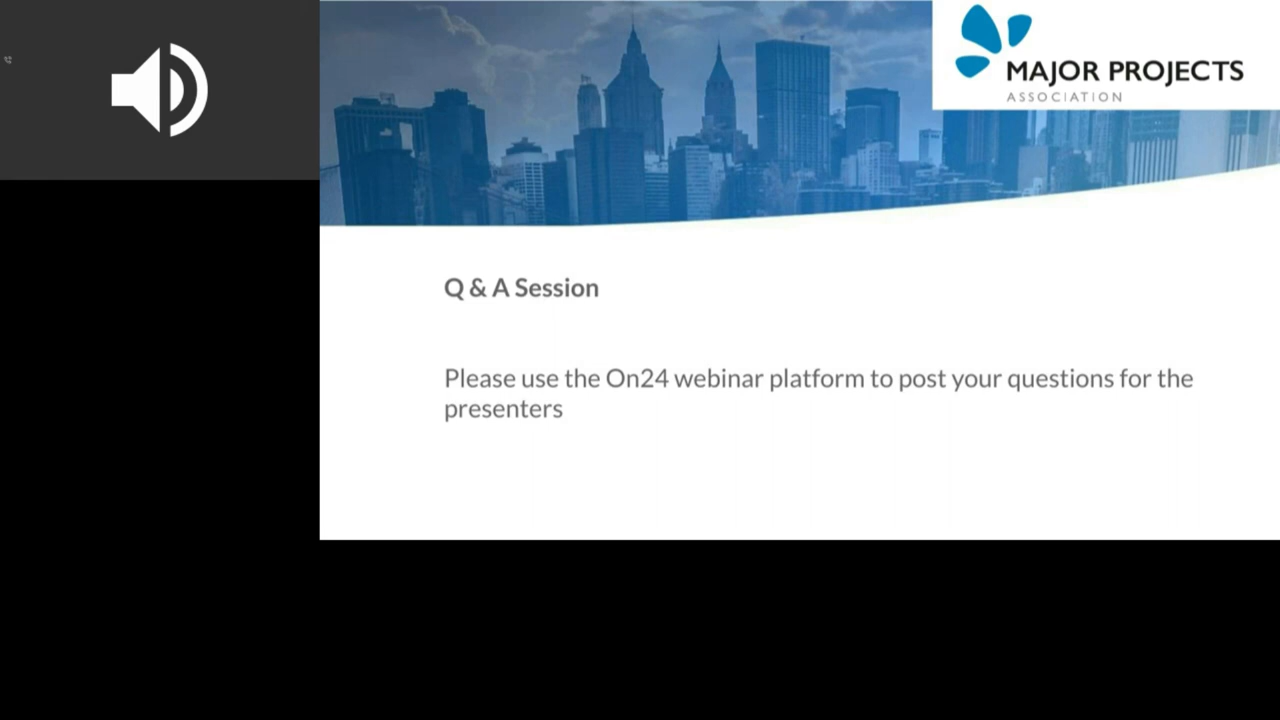 MAJOR PROJECTS
ASSOCIATION
Q & A Session
Please use the On24 webinar platform to post your questions for the
presenters